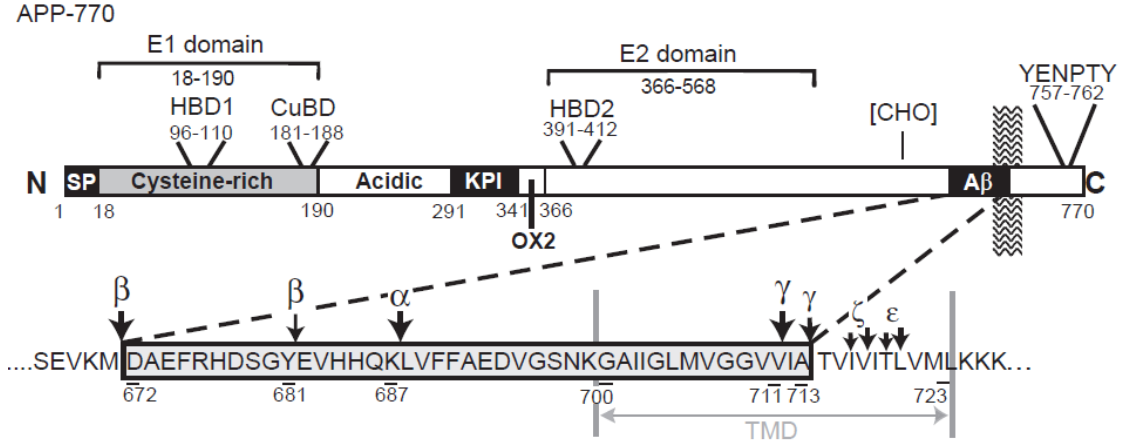 APP-770
E1 domain
18-190
E2 domain
366-568
HBD1
96-110
CuBD
181-188
HBD2
391-412
[CHO]
YENPTY
757-762
N SP Cysteine-rich Acidic KPI Aβ C
1 18 190 291 341 366 770
OX2
β β α γ γ ζ ε
....SEVKMDAEFRHDSGYEVHHQKLVFFAEDVGSNKGAIIGLMVGGVVIA TVIVITLVMLKKK...
672 681 687 700 711 713 723
TMD